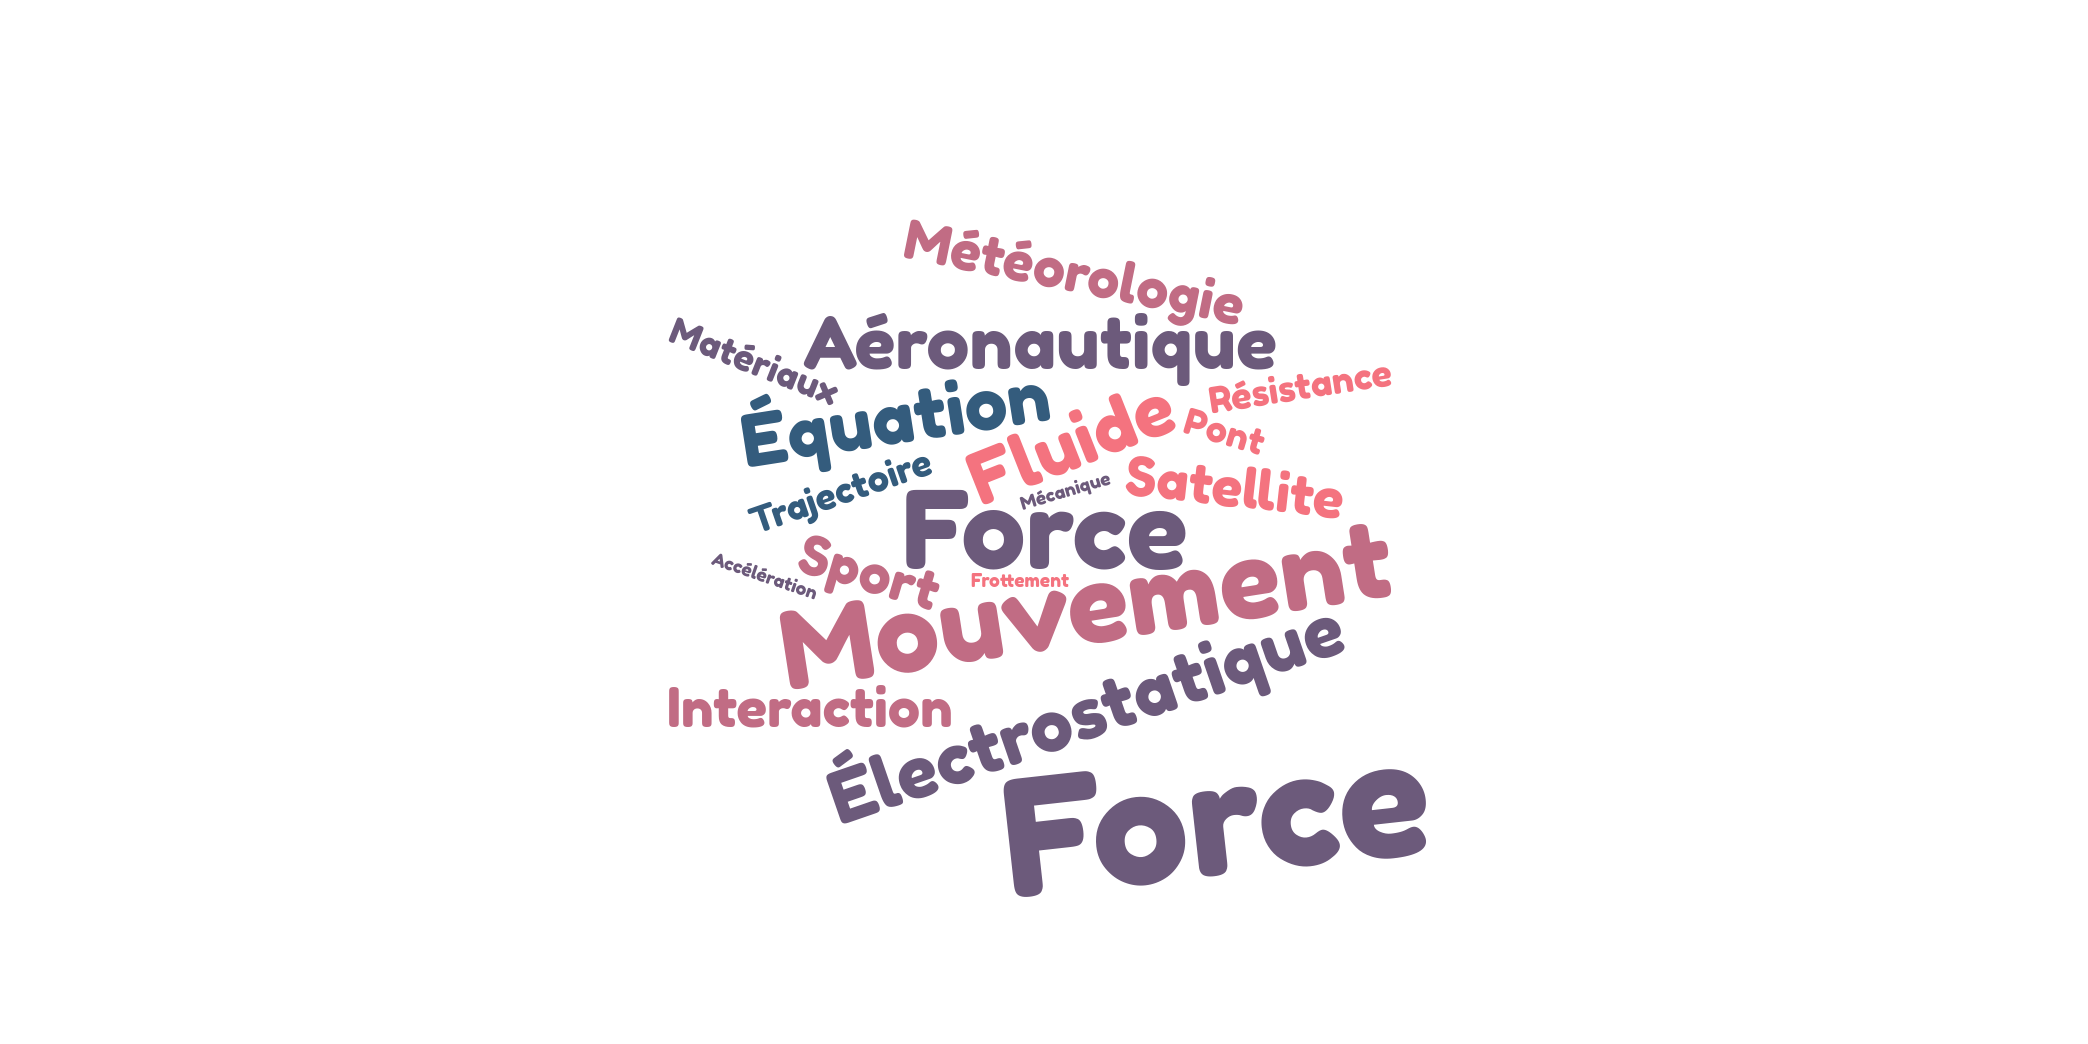 Météorologie
Aéronautique
Matériaux
Résistance
Équation
Fluide
Pont
Trajectoire
Mécanique
Satellite
Force
Sport
Accélération
Frottement
Mouvement
Interaction
Électrostatique
Force